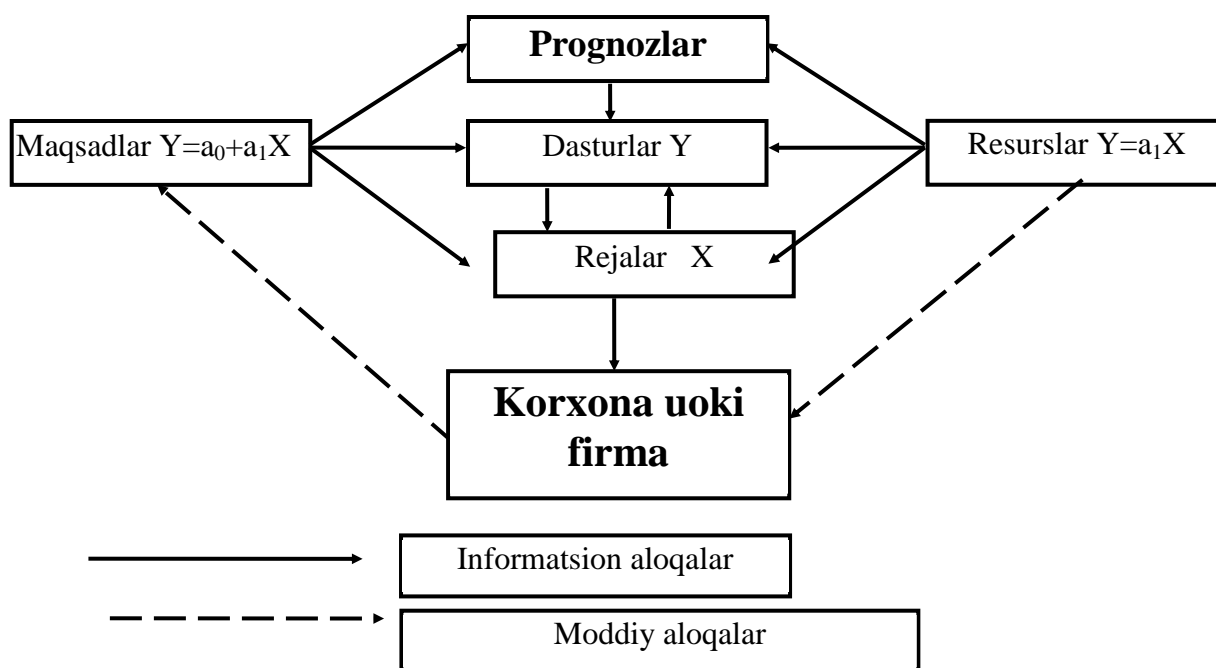 Prognozlar
Maqsadlar Y=a₀+a₁X
Dasturlar Y
Resurslar Y=a₁X
Rejalar X
Korxona uoki
firma
Informatsion aloqalar
Moddiy aloqalar